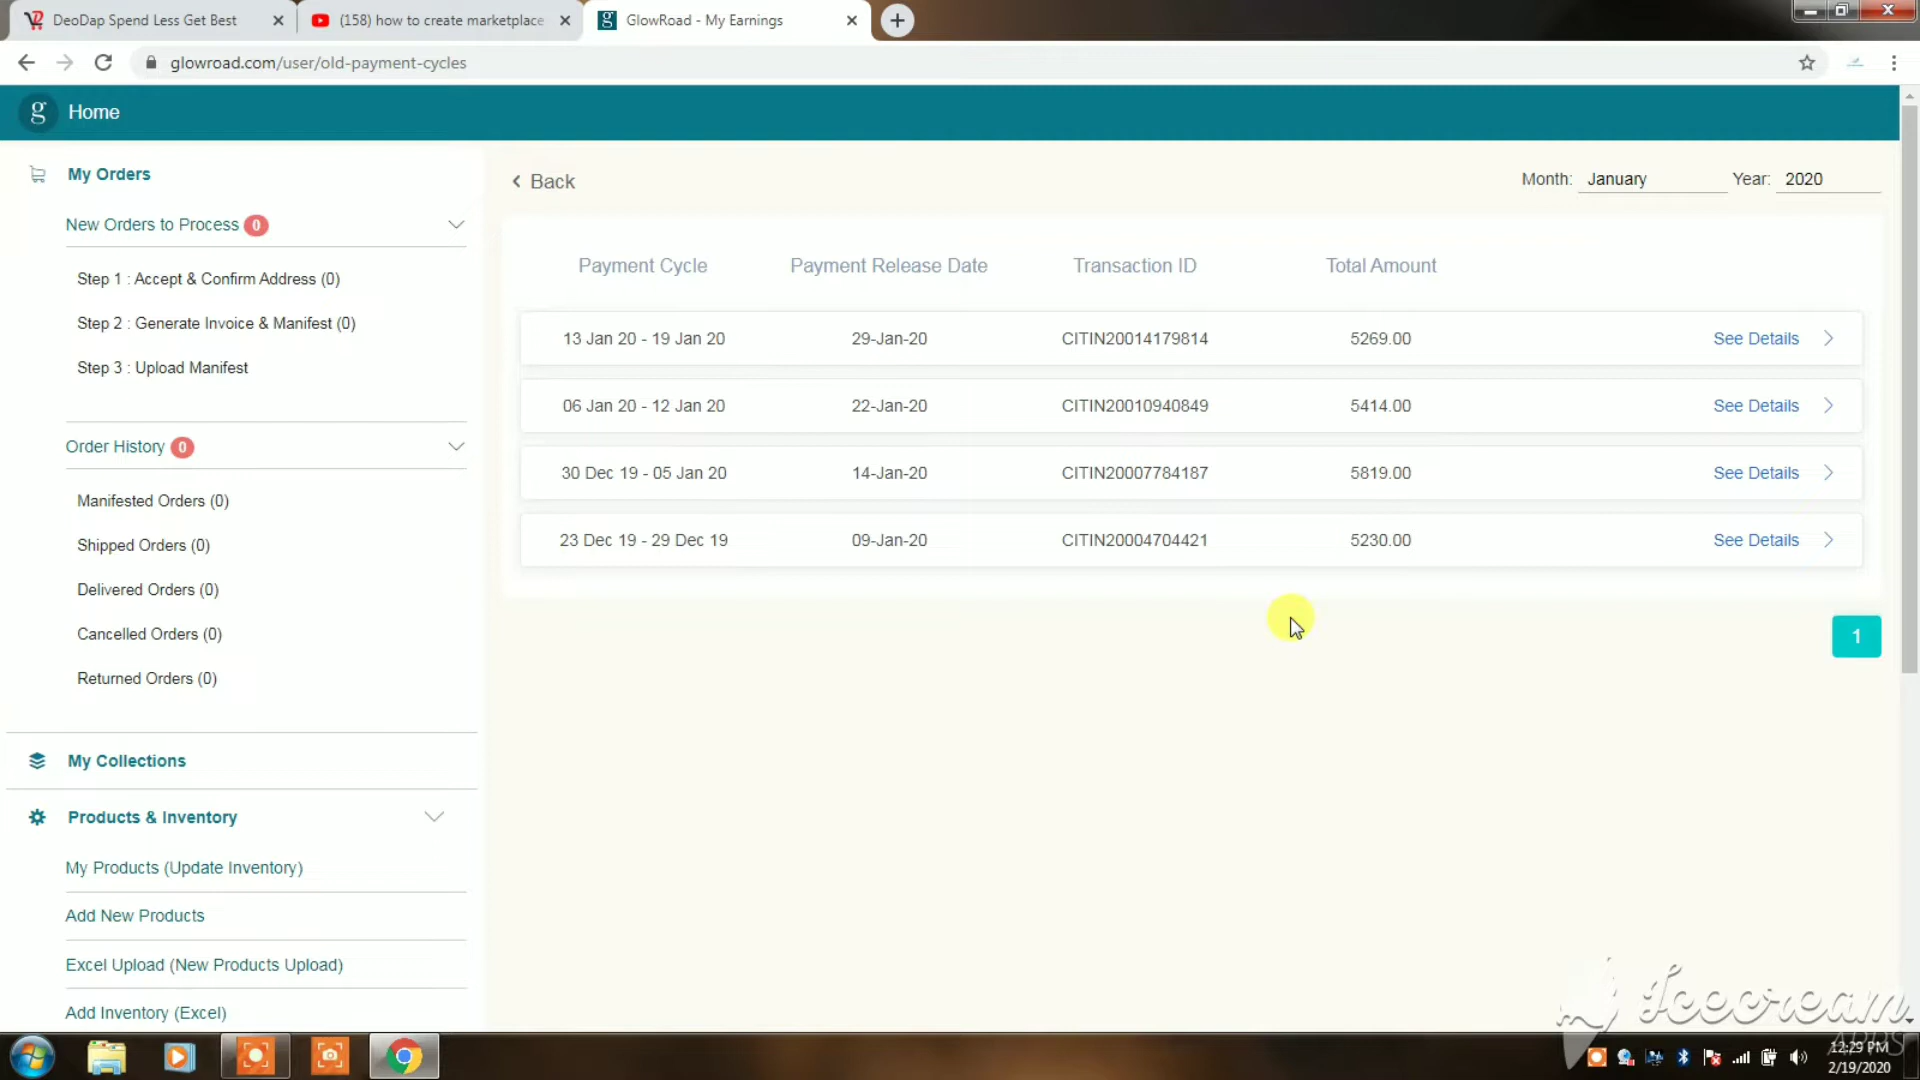 DeoDap Spend Less Get Best
(158) how to create marketplace
GlowRoad - My Earnings
glowroad.com/user/old-payment-cycles
g Home
My Orders
New Orders to Process 0
Step 1 : Accept & Confirm Address (0)
Step 2 : Generate Invoice & Manifest (0)
Step 3 : Upload Manifest
Order History 0
Manifested Orders (0)
Shipped Orders (0)
Delivered Orders (0)
Cancelled Orders (0)
Returned Orders (0)
My Collections
Products & Inventory
My Products (Update Inventory)
Add New Products
Excel Upload (New Products Upload)
Add Inventory (Excel)
Back
Month: January Year: 2020
Payment Cycle Payment Release Date Transaction ID Total Amount
13 Jan 20 - 19 Jan 20 29-Jan-20 CITIN20014179814 5269.00 See Details
06 Jan 20 - 12 Jan 20 22-Jan-20 CITIN20010940849 5414.00 See Details
30 Dec 19 - 05 Jan 20 14-Jan-20 CITIN20007784187 5819.00 See Details
23 Dec 19 - 29 Dec 19 09-Jan-20 CITIN20004704421 5230.00 See Details
1
Icecream
APPS
12:29 PM
2/19/2020